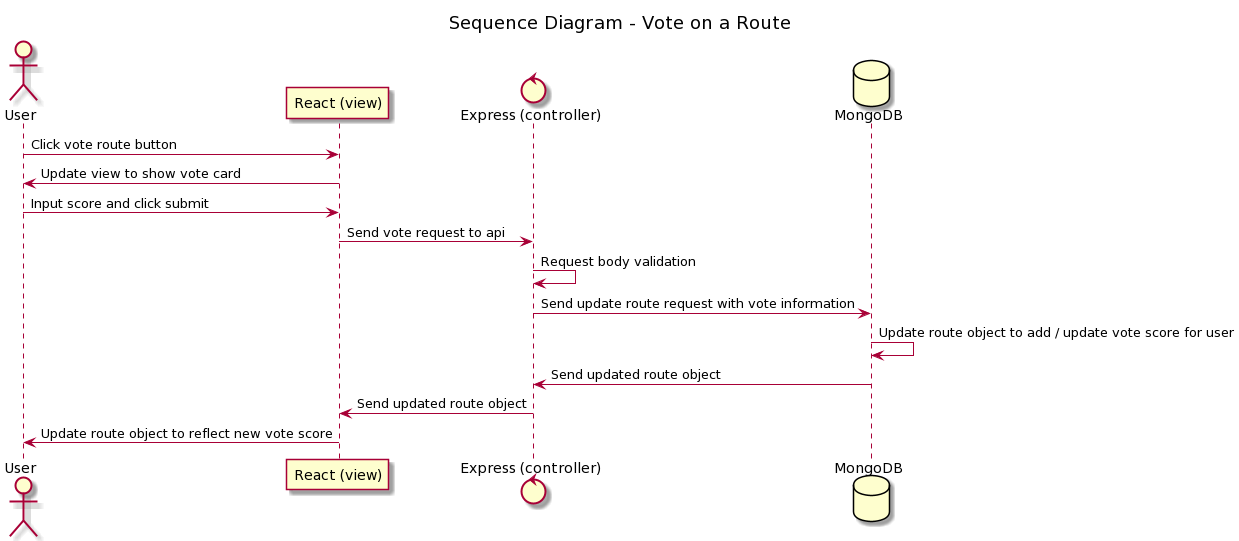 Sequence Diagram - Vote on a Route
User
React (view)
Express (controller)
MongoDB
Click vote route button
Update view to show vote card
Input score and click submit
Send vote request to api
Request body validation
Send update route request with vote information
Update route object to add / update vote score for user
Send updated route object
Send updated route object
Update route object to reflect new vote score
User
React (view)
Express (controller)
MongoDB